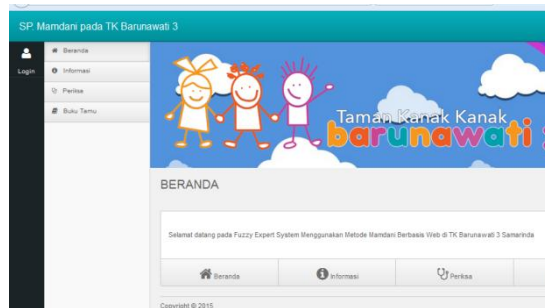 SP. Mamdani pada TK Barunawati 3
Login
Beranda
Informasi
Periksa
Buku Tamu
Taman Kanak Kanak
barunawati
BERANDA
Selamat datang pada Fuzzy Expert System Menggunakan Metode Mamdani Berbasis Web di TK Barunawati 3 Samarinda
Beranda
Informasi
Periksa
Copyright © 2015